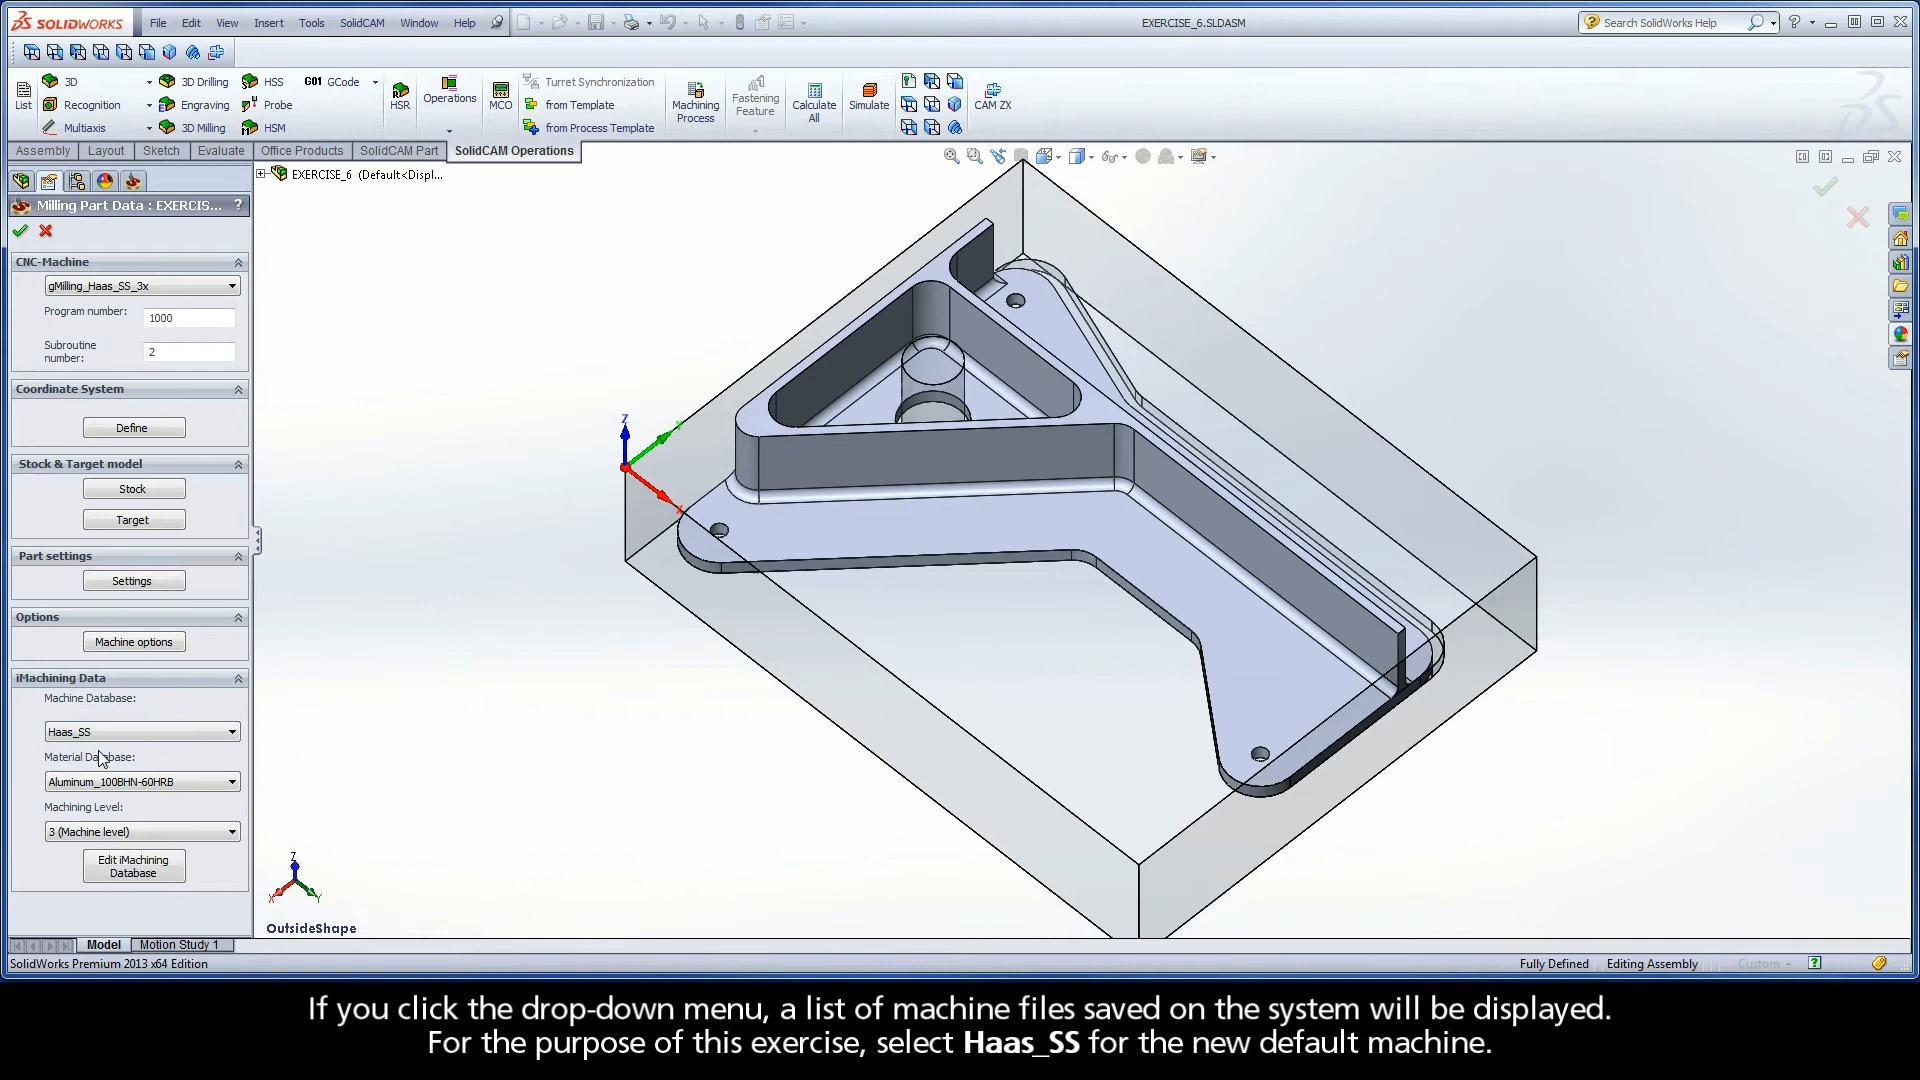 SOLIDWORKS File Edit View Insert Tools SolidCAM Window Help EXERCISE_6.SLDASM Search SolidWorks Help
List 3D Recognition Multiaxis
3D Drilling Engraving 3D Milling
HSS Probe HSM
G01 GCode
HSR Operations MCO
Turret Synchronization
from Template
from Process Template
Machining Process
Fastening Feature
Calculate All
Simulate
CAM ZX
Assembly Layout Sketch Evaluate Office Products SolidCAM Part SolidCAM Operations
EXERCISE_6 (Default<Displ...
Milling Part Data : EXERCIS... ?
CNC-Machine
gMilling_Haas_SS_3x
Program number: 1000
Subroutine number: 2
Coordinate System
Define
Stock & Target model
Stock
Target
Part settings
Settings
Options
Machine options
iMachining Data
Machine Database:
Haas_SS
Material Database:
Aluminum_100BHN-60HRB
Machining Level:
3 (Machine level)
Edit iMachining
Database
Z
Y
X
Z
X
Y
OutsideShape
Model Motion Study 1
SolidWorks Premium 2013 x64 Edition Fully Defined Editing Assembly Custom
If you click the drop-down menu, a list of machine files saved on the system will be displayed.
For the purpose of this exercise, select Haas_SS for the new default machine.